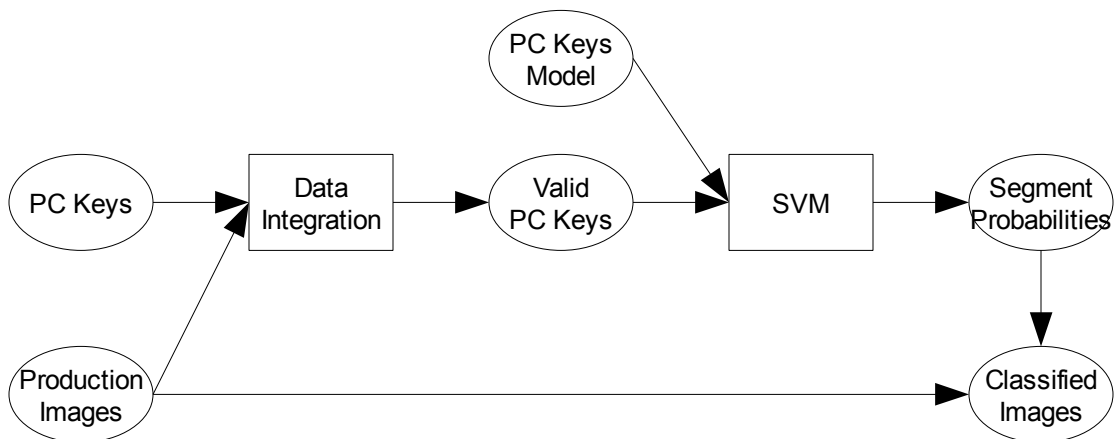 PC Keys
Model
PC Keys
Data
Integration
Valid
PC Keys
SVM
Segment
Probabilities
Production
Images
Classified
Images